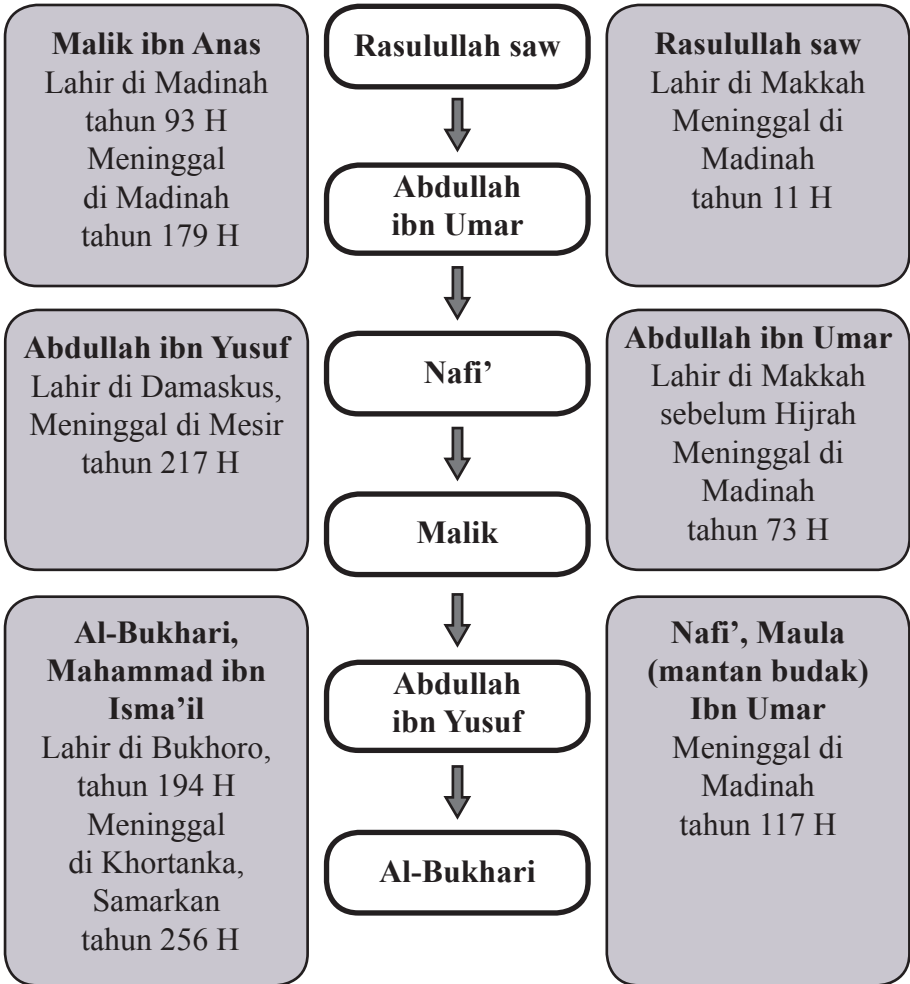 Malik ibn Anas
Lahir di Madinah
tahun 93 H
Meninggal
di Madinah
tahun 179 H
Abdullah ibn Yusuf
Lahir di Damaskus,
Meninggal di Mesir
tahun 217 H
Al-Bukhari,
Mahammad ibn
Isma’il
Lahir di Bukhoro,
tahun 194 H
Meninggal
di Khortanka,
Samarkan
tahun 256 H
Rasulullah saw
Abdullah
ibn Umar
Nafi’
Malik
Abdullah
ibn Yusuf
Al-Bukhari
Rasulullah saw
Lahir di Makkah
Meninggal di
Madinah
tahun 11 H
Abdullah ibn Umar
Lahir di Makkah
sebelum Hijrah
Meninggal di
Madinah
tahun 73 H
Nafi’, Maula
(mantan budak)
Ibn Umar
Meninggal di
Madinah
tahun 117 H